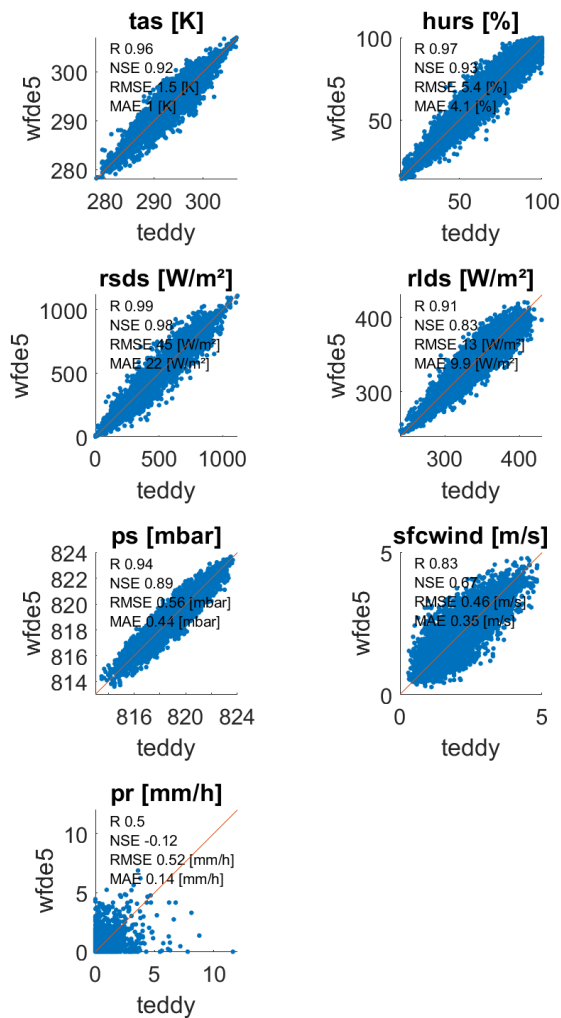 tas [K]
R 0.96
NSE 0.92
RMSE 1.5 [K]
MAE 1 [K]
300
290
280
wfde5
280 290 300
teddy
hurs [%]
R 0.97
NSE 0.93
RMSE 5.4 [%]
MAE 4.1 [%]
100
50
wfde5
50 100
teddy
rsds [W/m²]
R 0.99
NSE 0.98
RMSE 45 [W/m²]
MAE 22 [W/m²]
1000
500
0
wfde5
0 500 1000
teddy
rlds [W/m²]
R 0.91
NSE 0.83
RMSE 13 [W/m²]
MAE 9.9 [W/m²]
400
300
wfde5
300 400
teddy
ps [mbar]
R 0.94
NSE 0.89
RMSE 0.56 [mbar]
MAE 0.44 [mbar]
824
822
820
818
816
814
wfde5
816 820 824
teddy
sfcwind [m/s]
R 0.83
NSE 0.67
RMSE 0.46 [m/s]
MAE 0.35 [m/s]
5
0
wfde5
0 5
teddy
pr [mm/h]
R 0.5
NSE -0.12
RMSE 0.52 [mm/h]
MAE 0.14 [mm/h]
10
5
0
wfde5
0 5 10
teddy